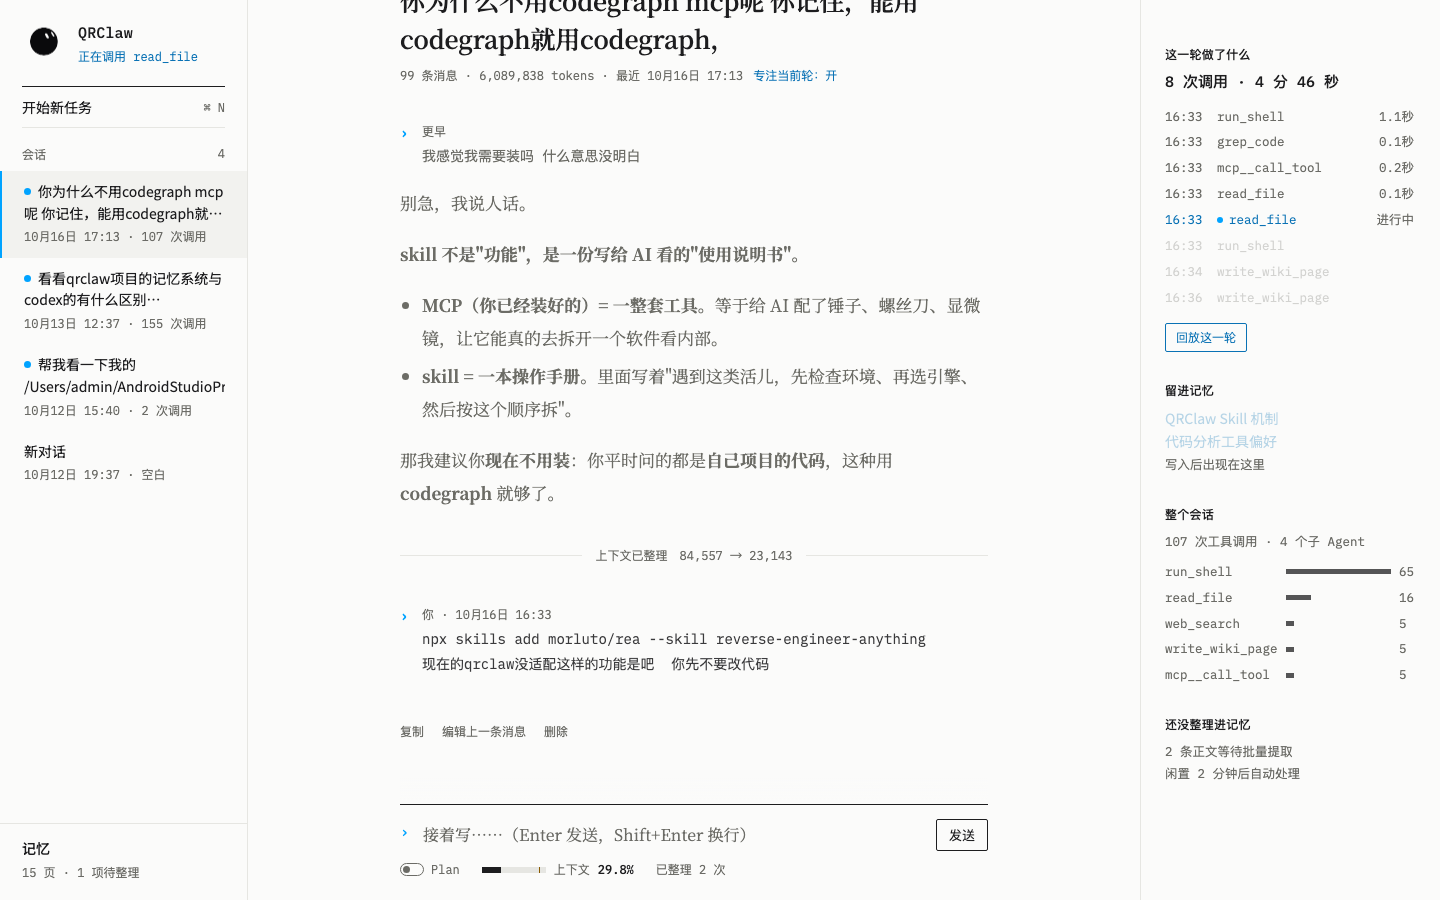 QRClaw
正在调用 read_file
开始新任务 ⌘ N
会话 4
你为什么不用codegraph mcp
呢 你记住，能用codegraph就…
10月16日 17:13 · 107 次调用
看看qrclaw项目的记忆系统与
codex的有什么区别…
10月13日 12:37 · 155 次调用
帮我看一下我的
/Users/admin/AndroidStudioPr
10月12日 15:40 · 2 次调用
新对话
10月12日 19:37 · 空白
记忆
15 页 · 1 项待整理
你为什么不用codegraph mcp呢 你记住，能用
codegraph就用codegraph,
99 条消息 · 6,089,838 tokens · 最近 10月16日 17:13 专注当前轮：开
› 更早
我感觉我需要装吗 什么意思没明白
别急，我说人话。
skill 不是"功能"，是一份写给 AI 看的"使用说明书"。
• MCP（你已经装好的）= 一整套工具。等于给 AI 配了锤子、螺丝刀、显微
镜，让它能真的去拆开一个软件看内部。
• skill = 一本操作手册。里面写着"遇到这类活儿，先检查环境、再选引擎、
然后按这个顺序拆"。
那我建议你现在不用装：你平时问的都是自己项目的代码，这种用
codegraph 就够了。
上下文已整理 84,557 → 23,143
› 你 · 10月16日 16:33
npx skills add morluto/rea --skill reverse-engineer-anything
现在的qrclaw没适配这样的功能是吧 你先不要改代码
复制 编辑上一条消息 删除
› 接着写……（Enter 发送，Shift+Enter 换行） 发送
Plan 上下文 29.8% 已整理 2 次
这一轮做了什么
8 次调用 · 4 分 46 秒
16:33 run_shell 1.1秒
16:33 grep_code 0.1秒
16:33 mcp__call_tool 0.2秒
16:33 read_file 0.1秒
16:33 read_file 进行中
16:33 run_shell
16:34 write_wiki_page
16:36 write_wiki_page
回放这一轮
留进记忆
QRClaw Skill 机制
代码分析工具偏好
写入后出现在这里
整个会话
107 次工具调用 · 4 个子 Agent
run_shell 65
read_file 16
web_search 5
write_wiki_page 5
mcp__call_tool 5
还没整理进记忆
2 条正文等待批量提取
闲置 2 分钟后自动处理